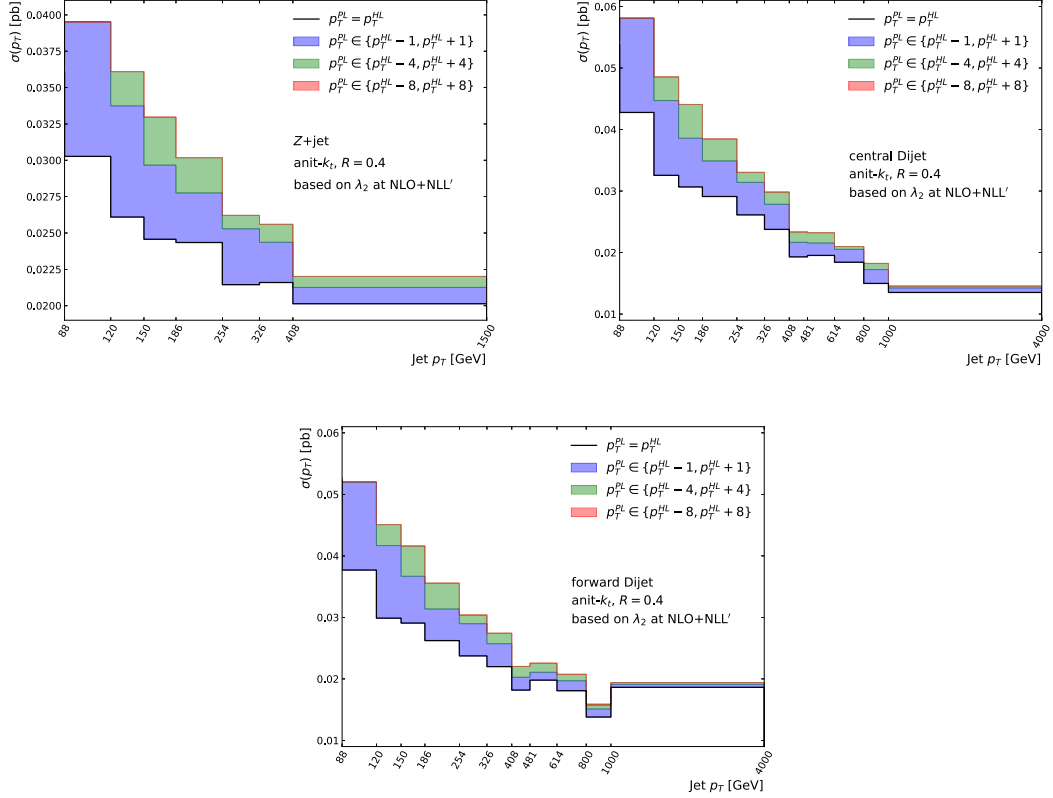 σ(p_T) [pb]
0.0400
0.0375
0.0350
0.0325
0.0300
0.0275
0.0250
0.0225
0.0200
p_T^{PL} = p_T^{HL}
p_T^{PL} ∈ {p_T^{HL} − 1, p_T^{HL} + 1}
p_T^{PL} ∈ {p_T^{HL} − 4, p_T^{HL} + 4}
p_T^{PL} ∈ {p_T^{HL} − 8, p_T^{HL} + 8}
Z+jet
anit-k_t, R = 0.4
based on λ_2 at NLO+NLL′
88 120 150 186 254 326 408 1500
Jet p_T [GeV]
σ(p_T) [pb]
0.06
0.05
0.04
0.03
0.02
0.01
p_T^{PL} = p_T^{HL}
p_T^{PL} ∈ {p_T^{HL} − 1, p_T^{HL} + 1}
p_T^{PL} ∈ {p_T^{HL} − 4, p_T^{HL} + 4}
p_T^{PL} ∈ {p_T^{HL} − 8, p_T^{HL} + 8}
central Dijet
anit-k_t, R = 0.4
based on λ_2 at NLO+NLL′
88 120 150 186 254 326 408 481 614 800 1000 4000
Jet p_T [GeV]
σ(p_T) [pb]
0.06
0.05
0.04
0.03
0.02
0.01
p_T^{PL} = p_T^{HL}
p_T^{PL} ∈ {p_T^{HL} − 1, p_T^{HL} + 1}
p_T^{PL} ∈ {p_T^{HL} − 4, p_T^{HL} + 4}
p_T^{PL} ∈ {p_T^{HL} − 8, p_T^{HL} + 8}
forward Dijet
anit-k_t, R = 0.4
based on λ_2 at NLO+NLL′
88 120 150 186 254 326 408 481 614 800 1000 4000
Jet p_T [GeV]